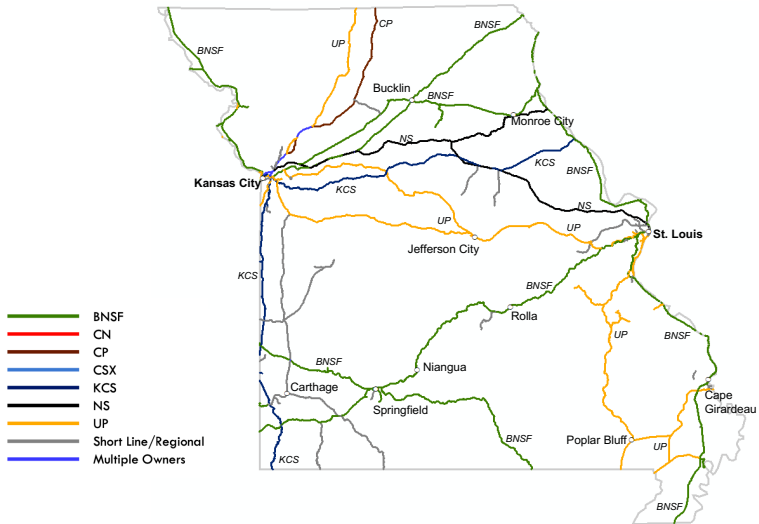 CP
BNSF
BNSF
UP
Bucklin
BNSF
Monroe City
NS
KCS
BNSF
Kansas City
KCS
NS
UP
UP
St. Louis
Jefferson City
KCS
BNSF
BNSF
CN
CP
CSX
KCS
NS
UP
Short Line/Regional
Multiple Owners
Rolla
UP
BNSF
BNSF
Niangua
Carthage
Springfield
Cape
Girardeau
BNSF
Poplar Bluff
UP
KCS
BNSF